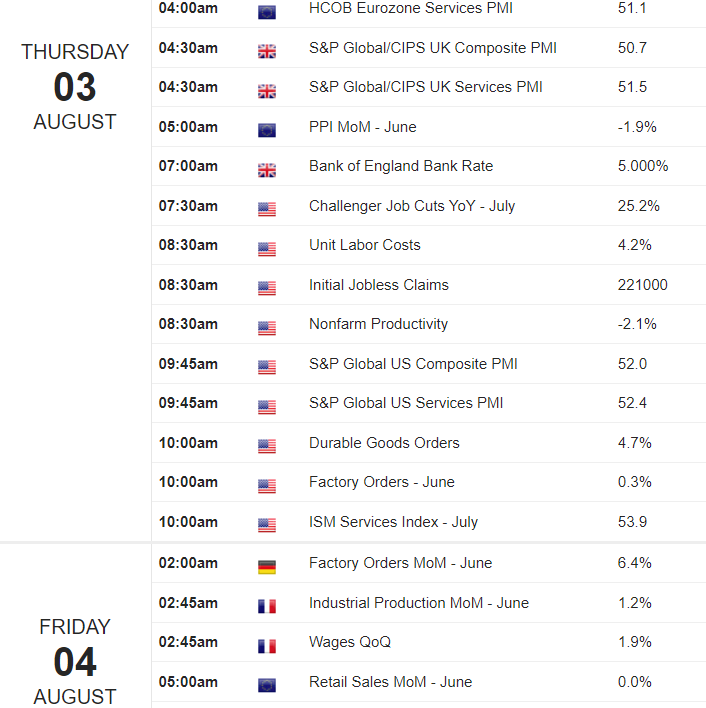 04:00am HCOB Eurozone Services PMI 51.1
THURSDAY
03
AUGUST
04:30am S&P Global/CIPS UK Composite PMI 50.7
04:30am S&P Global/CIPS UK Services PMI 51.5
05:00am PPI MoM - June -1.9%
07:00am Bank of England Bank Rate 5.000%
07:30am Challenger Job Cuts YoY - July 25.2%
08:30am Unit Labor Costs 4.2%
08:30am Initial Jobless Claims 221000
08:30am Nonfarm Productivity -2.1%
09:45am S&P Global US Composite PMI 52.0
09:45am S&P Global US Services PMI 52.4
10:00am Durable Goods Orders 4.7%
10:00am Factory Orders - June 0.3%
10:00am ISM Services Index - July 53.9
FRIDAY
04
AUGUST
02:00am Factory Orders MoM - June 6.4%
02:45am Industrial Production MoM - June 1.2%
02:45am Wages QoQ 1.9%
05:00am Retail Sales MoM - June 0.0%